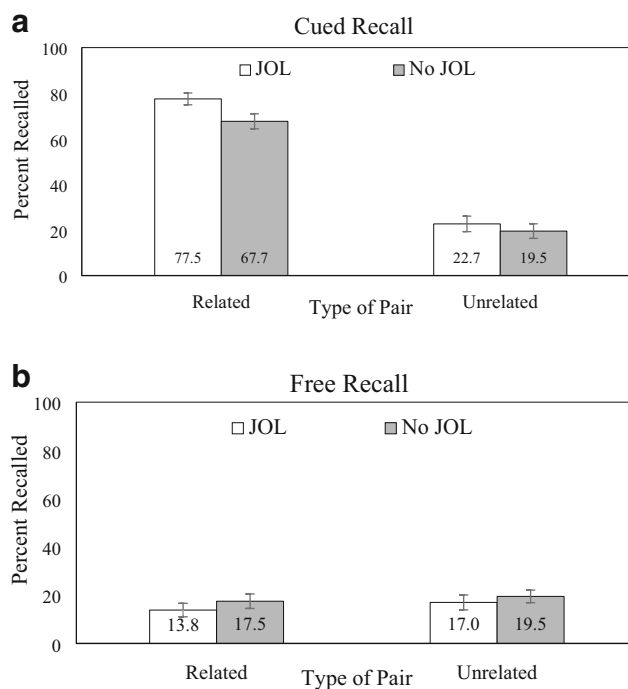 a
Cued Recall
JOL No JOL
Percent Recalled
100
80
60
40
20
0
77.5 67.7 22.7 19.5
Related Type of Pair Unrelated
b
Free Recall
JOL No JOL
Percent Recalled
100
80
60
40
20
0
13.8 17.5 17.0 19.5
Related Type of Pair Unrelated